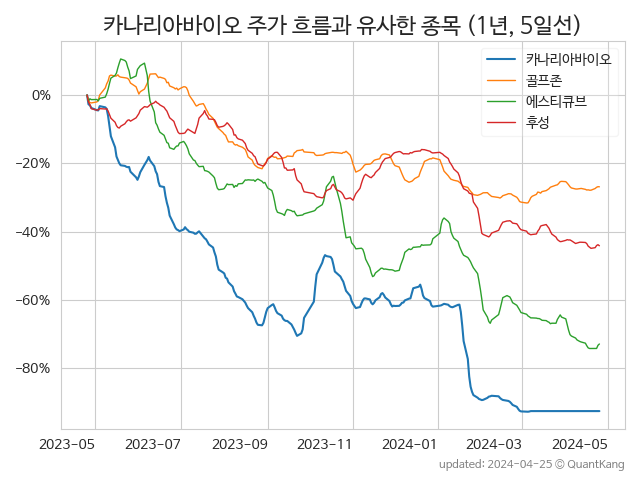 카나리아바이오 주가 흐름과 유사한 종목 (1년, 5일선)
카나리아바이오
골프존
에스티큐브
후성
0%
−20%
−40%
−60%
−80%
2023−05 2023−07 2023−09 2023−11 2024−01 2024−03 2024−05
updated: 2024−04−25 © QuantKang